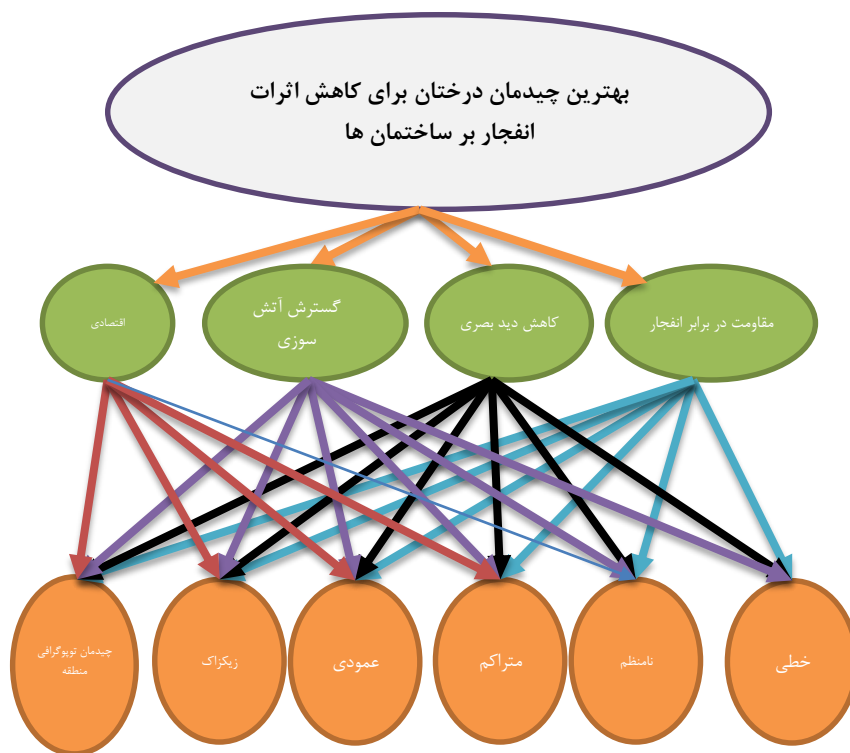 بهترین چیدمان درختان برای کاهش اثرات
انفجار بر ساختمان ها
مقاومت در برابر انفجار
کاهش دید بصری
گسترش آتش
سوزی
اقتصادی
خطی
نامنظم
متراکم
عمودی
زیکزاک
چیدمان توپوگرافی
منطقه